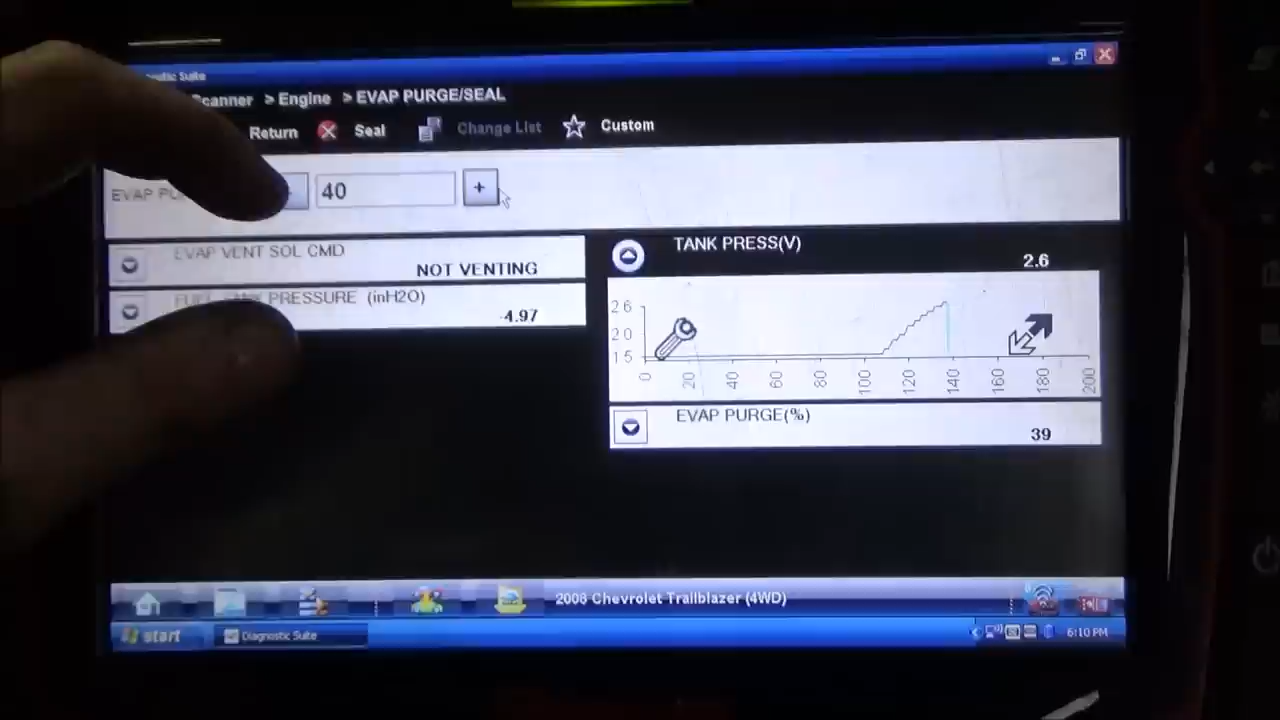 Suite
Scanner > Engine > EVAP PURGE/SEAL
Return Seal Change List Custom
EVAP 40 +
EVAP VENT SOL CMD
NOT VENTING
PRESSURE (inH2O)
-4.97
TANK PRESS(V)
2.6
2.6
2.0
1.5
0 20 40 60 80 100 120 140 160 180 200
EVAP PURGE(%)
39
2008 Chevrolet Trailblazer (4WD)
start Diagnostic Suite 6:10 PM